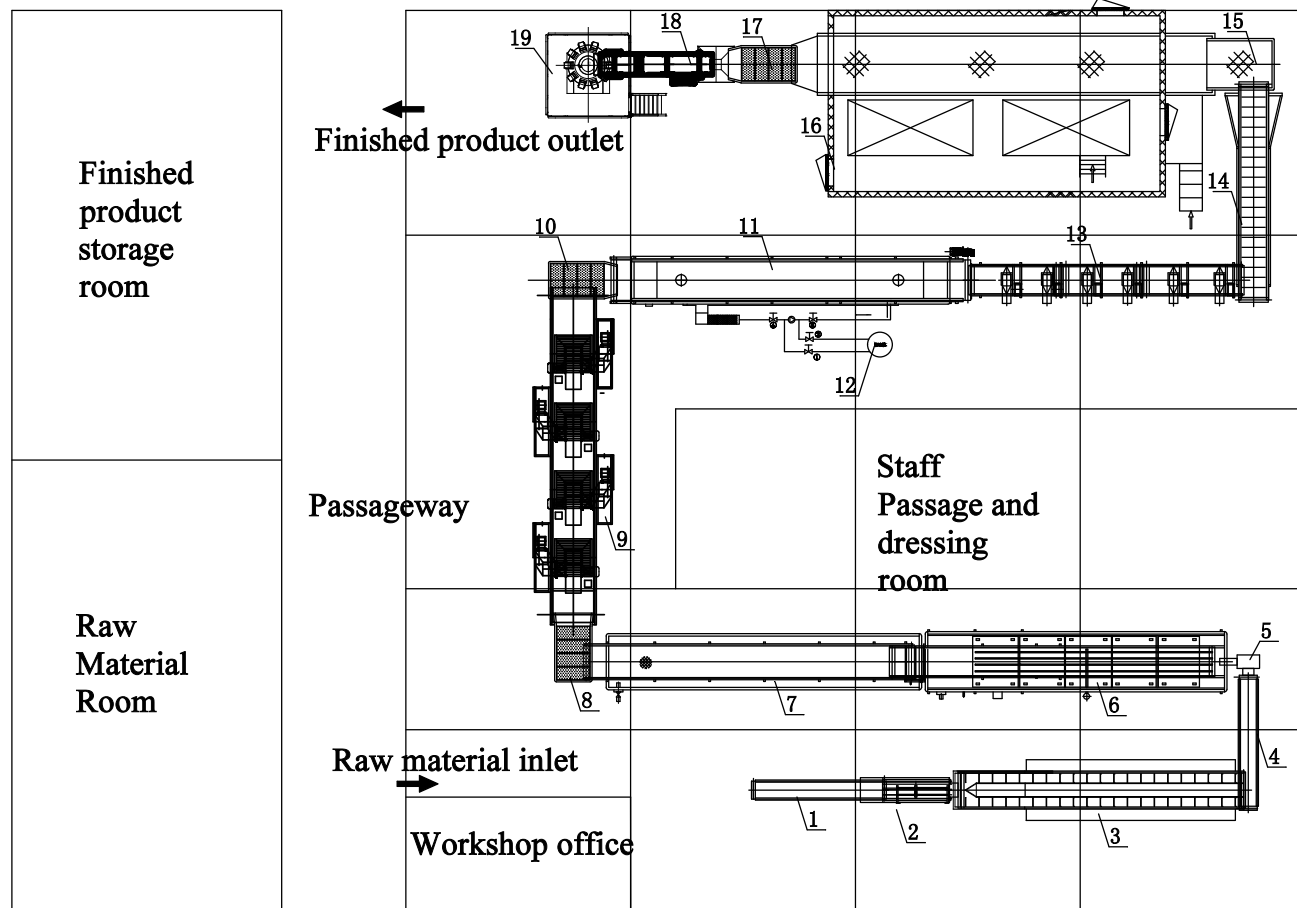 19
18
17
15
Finished product outlet
16
Finished
product
storage
room
14
10
11
13
12
Staff
Passage and
dressing
room
Passageway
9
Raw
Material
Room
5
8
7
6
Raw material inlet
4
1
2
3
Workshop office